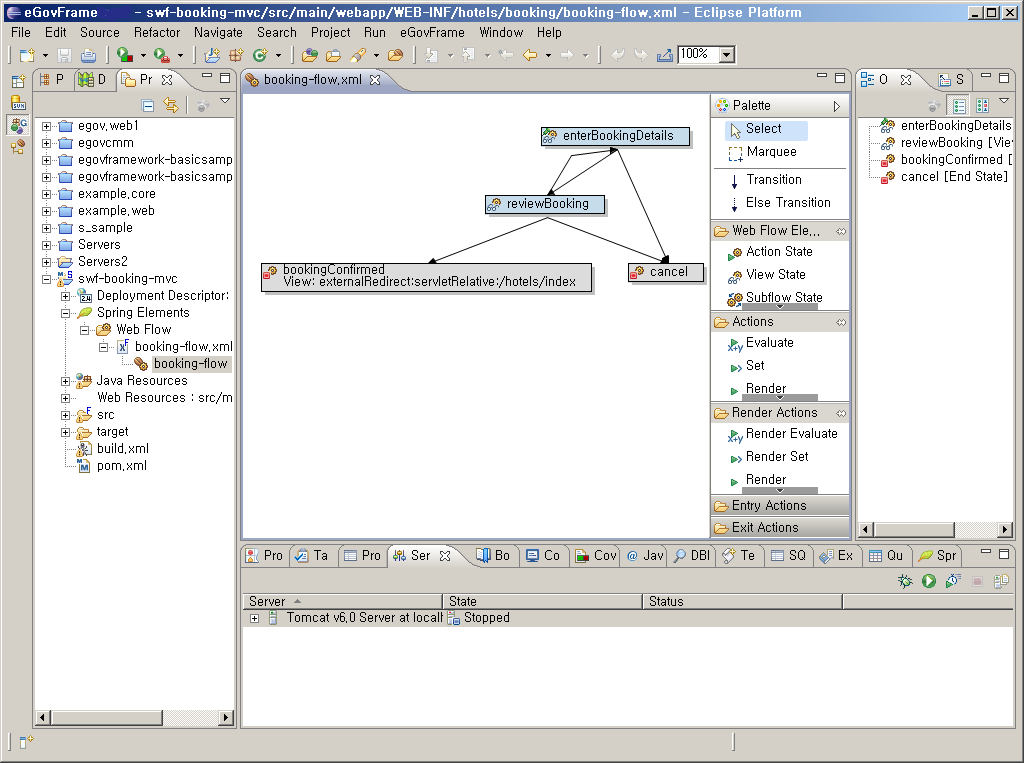 eGovFrame - swf-booking-mvc/src/main/webapp/WEB-INF/hotels/booking/booking-flow.xml - Eclipse Platform
File Edit Source Refactor Navigate Search Project Run eGovFrame Window Help
100%
P D Pr
egov.web1
egovcmm
egovframework-basicsamp
egovframework-basicsamp
example.core
example.web
s_sample
Servers
Servers2
swf-booking-mvc
Deployment Descriptor:
Spring Elements
Web Flow
booking-flow.xml
booking-flow
Java Resources
Web Resources : src/m
src
target
build.xml
pom.xml
booking-flow.xml
enterBookingDetails
reviewBooking
bookingConfirmed
View: externalRedirect:servletRelative:/hotels/index
cancel
Palette
Select
Marquee
Transition
Else Transition
Web Flow Ele...
Action State
View State
Subflow State
Actions
Evaluate
Set
Render
Render Actions
Render Evaluate
Render Set
Render
Entry Actions
Exit Actions
O S
enterBookingDetails
reviewBooking [Vie
bookingConfirmed [
cancel [End State]
Pro Ta Pro Ser Bo Co Cov Jav DBI Te SQ Ex Qu Spr
Server State Status
Tomcat v6.0 Server at localh Stopped